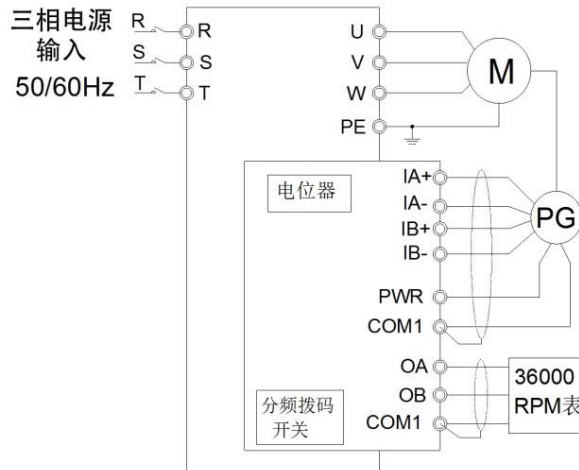 三相电源
输入
50/60Hz
R
R
S
S
T
T
U
V
W
PE
M
电位器
IA+
IA-
IB+
IB-
PG
PWR
COM1
OA
OB
COM1
36000
RPM表
分频拨码
开关